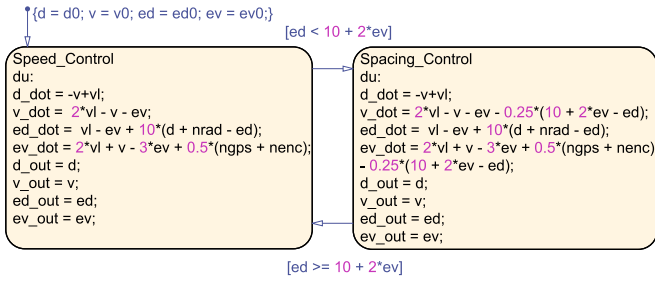 {d = d0; v = v0; ed = ed0; ev = ev0;}
[ed < 10 + 2*ev]
Speed_Control
du:
d_dot = -v+vl;
v_dot =  2*vl - v - ev;
ed_dot =  vl - ev + 10*(d + nrad - ed);
ev_dot = 2*vl + v - 3*ev + 0.5*(ngps + nenc);
d_out = d;
v_out = v;
ed_out = ed;
ev_out = ev;
Spacing_Control
du:
d_dot = -v+vl;
v_dot = 2*vl - v - ev - 0.25*(10 + 2*ev - ed);
ed_dot =  vl - ev + 10*(d + nrad - ed);
ev_dot = 2*vl + v - 3*ev + 0.5*(ngps + nenc)
- 0.25*(10 + 2*ev - ed);
d_out = d;
v_out = v;
ed_out = ed;
ev_out = ev;
[ed >= 10 + 2*ev]